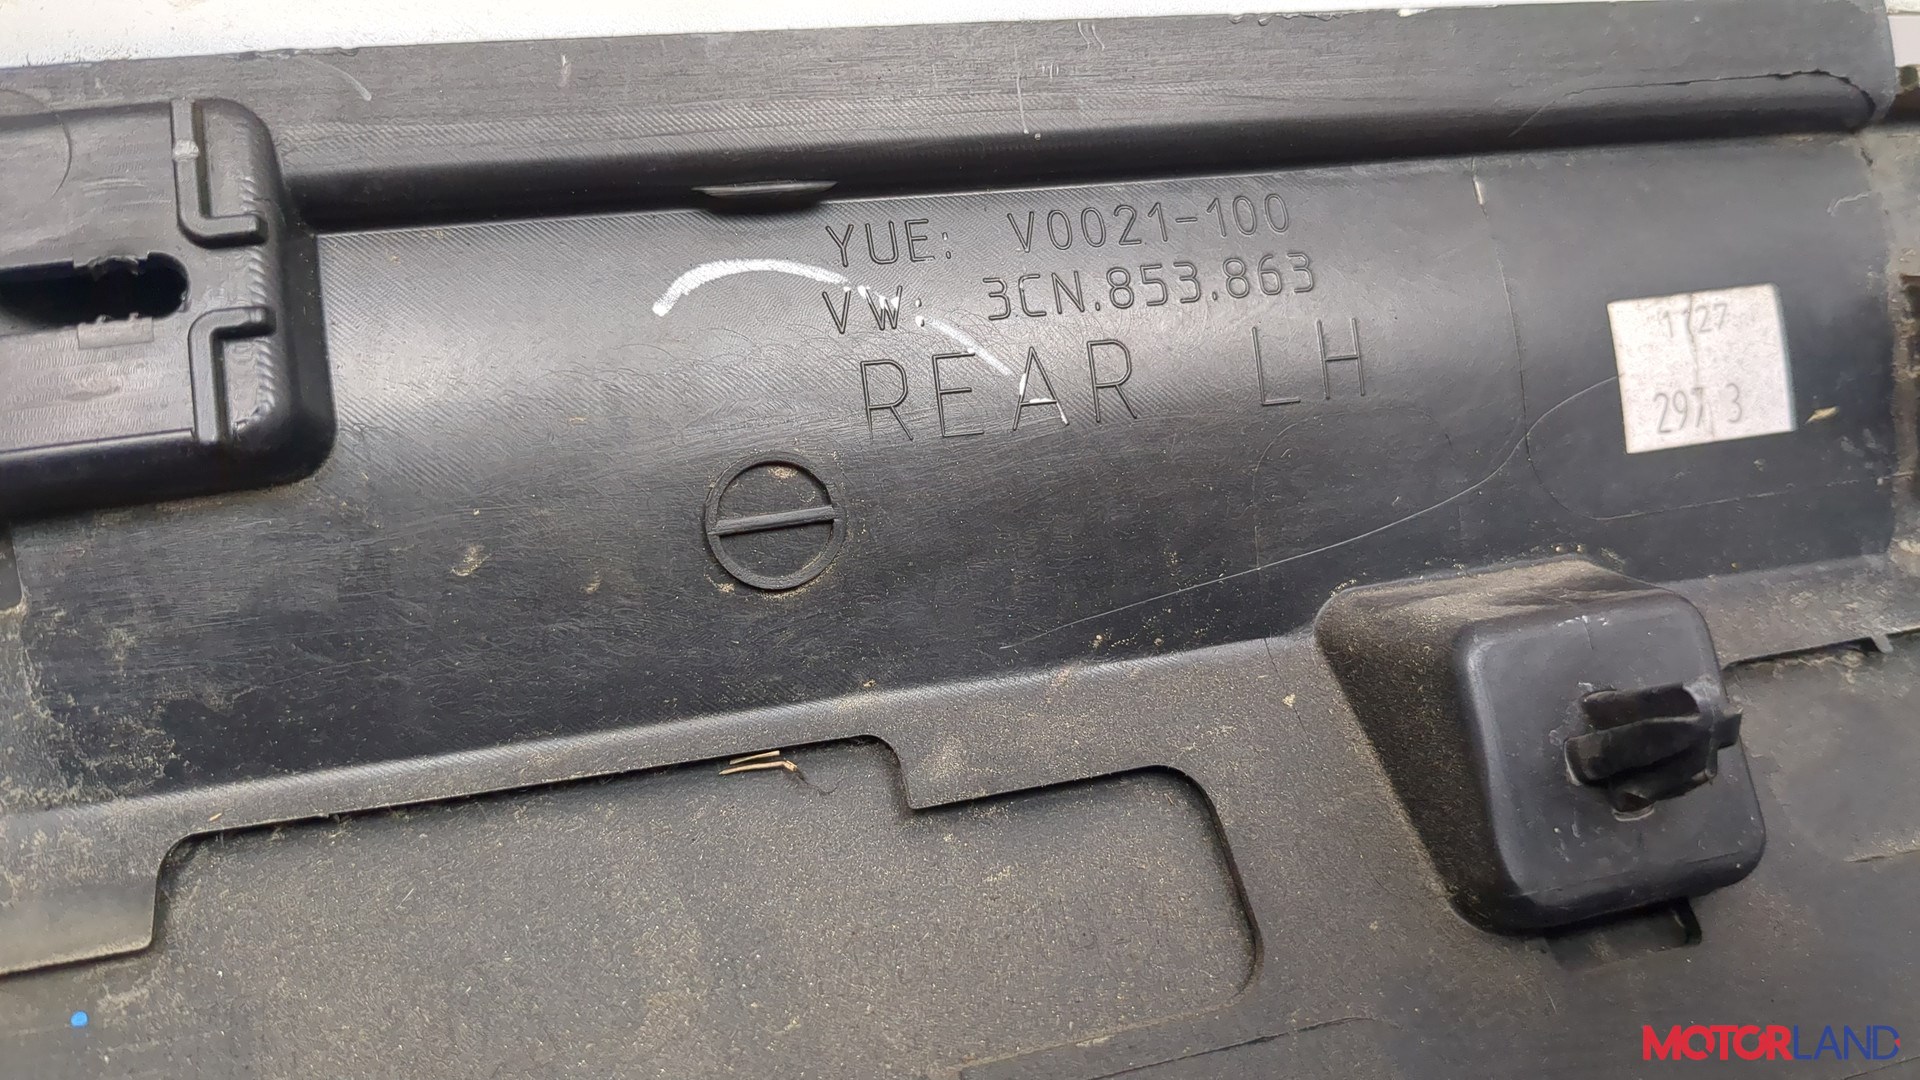 YUE: V0021-100
VW: 3CN.853.863
REAR LH
1127
297 3
MOTORLAND